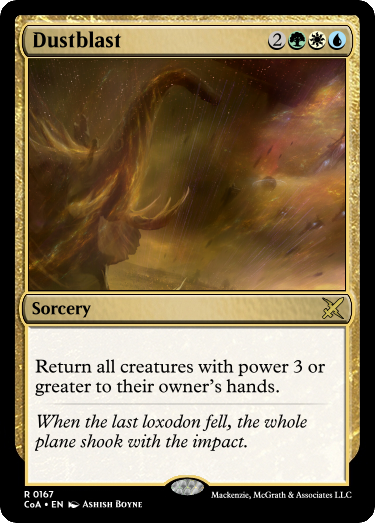 Dustblast 2
Sorcery
Return all creatures with power 3 or
greater to their owner's hands.
When the last loxodon fell, the whole
plane shook with the impact.
R 0167
CoA • EN Ashish Boyne
Mackenzie, McGrath & Associates LLC